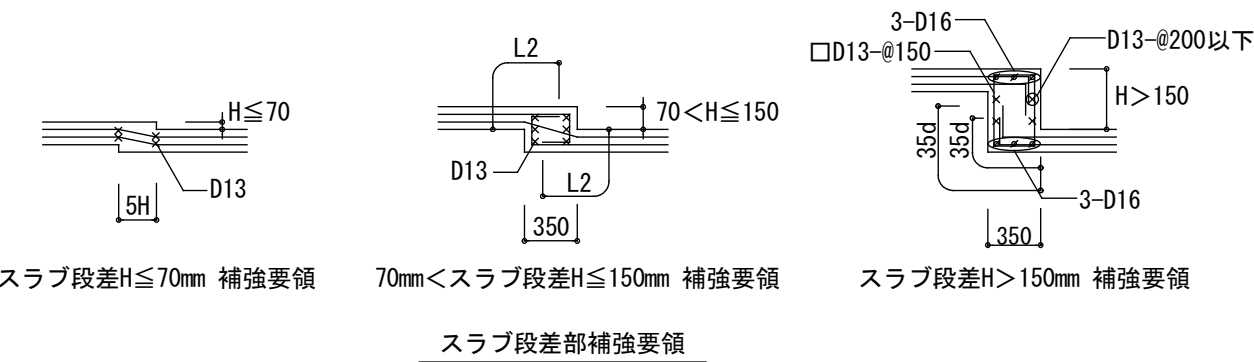 H≦70
D13
5H
スラブ段差H≦70mm 補強要領
L2
70<H≦150
D13
L2
350
70mm<スラブ段差H≦150mm 補強要領
3-D16
□D13-@150
D13-@200以下
H>150
35d
35d
3-D16
350
スラブ段差H>150mm 補強要領
スラブ段差部補強要領